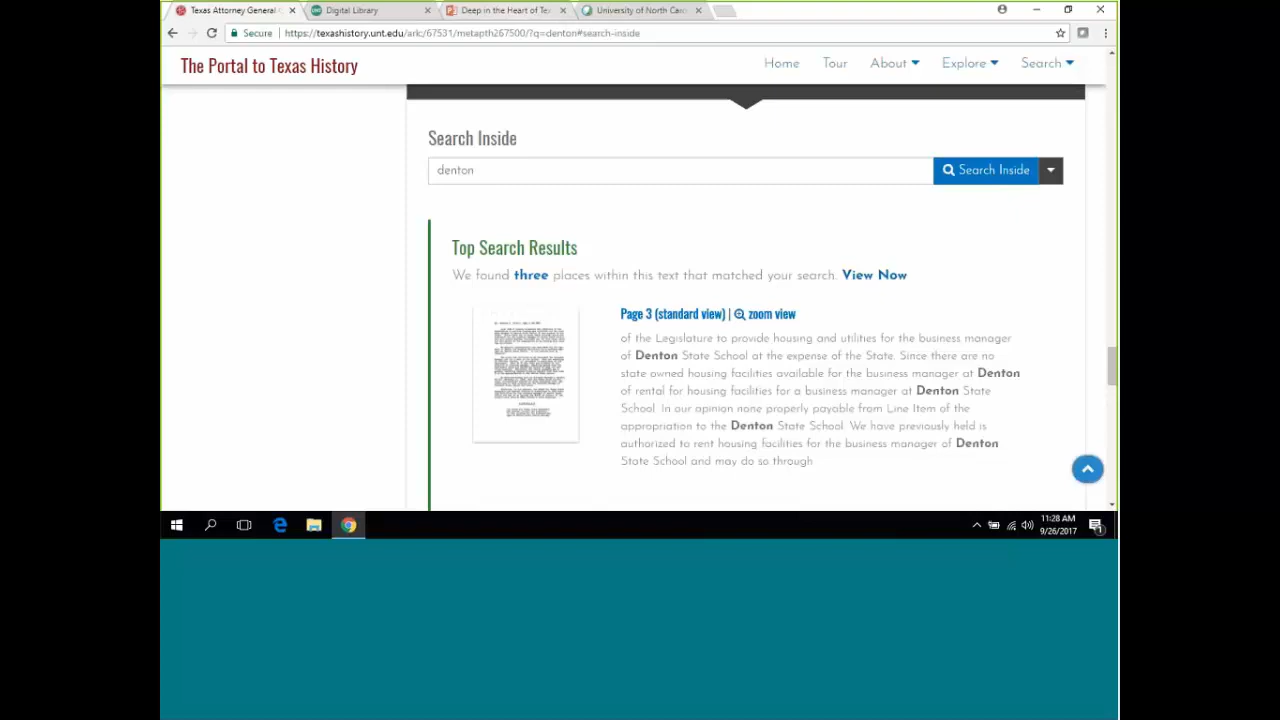 Texas Attorney General
Digital Library
Deep in the Heart of Tex
University of North Caro
Secure
https://texashistory.unt.edu/ark:/67531/metapth267500/?q=denton#search-inside
The Portal to Texas History
Home
Tour
About
Explore
Search
Search Inside
denton
Search Inside
Top Search Results
We found three places within this text that matched your search. View Now
Page 3 (standard view) | zoom view
of the Legislature to provide housing and utilities for the business manager
of Denton State School at the expense of the State. Since there are no
state owned housing facilities available for the business manager at Denton
of rental for housing facilities for a business manager at Denton State
School. In our opinion none properly payable from Line Item of the
appropriation to the Denton State School. We have previously held is
authorized to rent housing facilities for the business manager of Denton
State School and may do so through
11:28 AM
9/26/2017
1